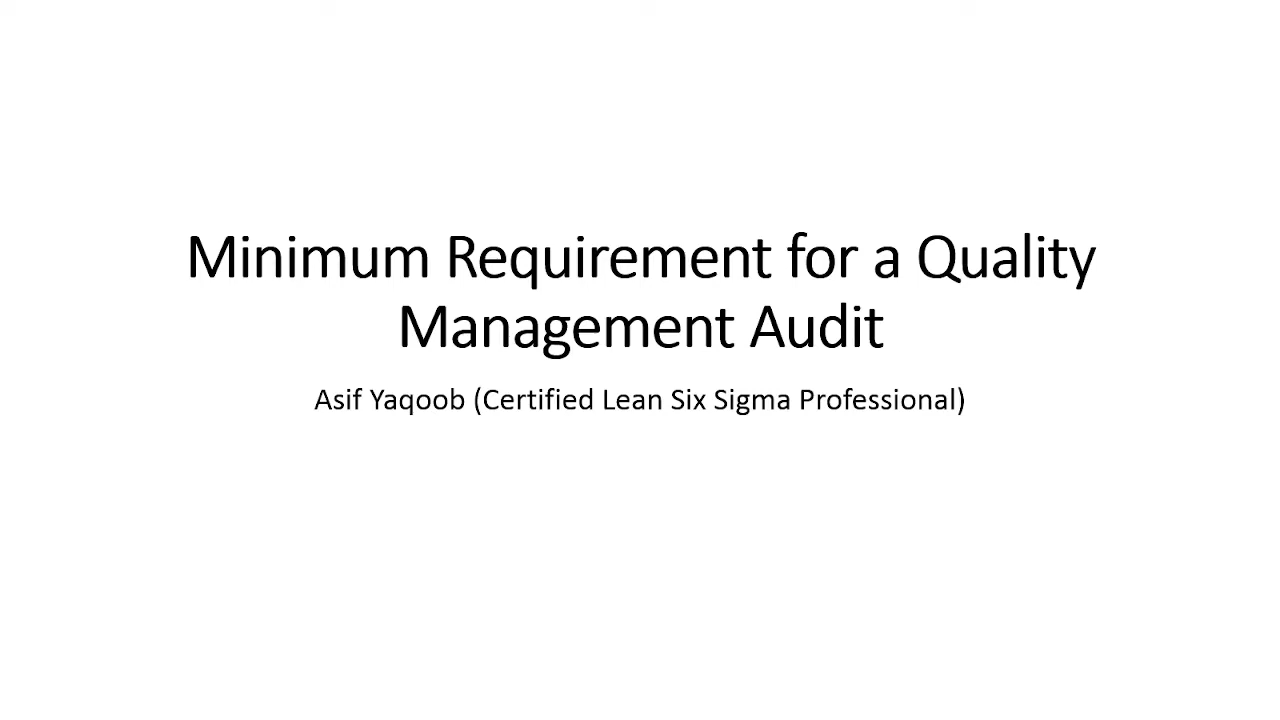 Minimum Requirement for a Quality
Management Audit
Asif Yaqoob (Certified Lean Six Sigma Professional)